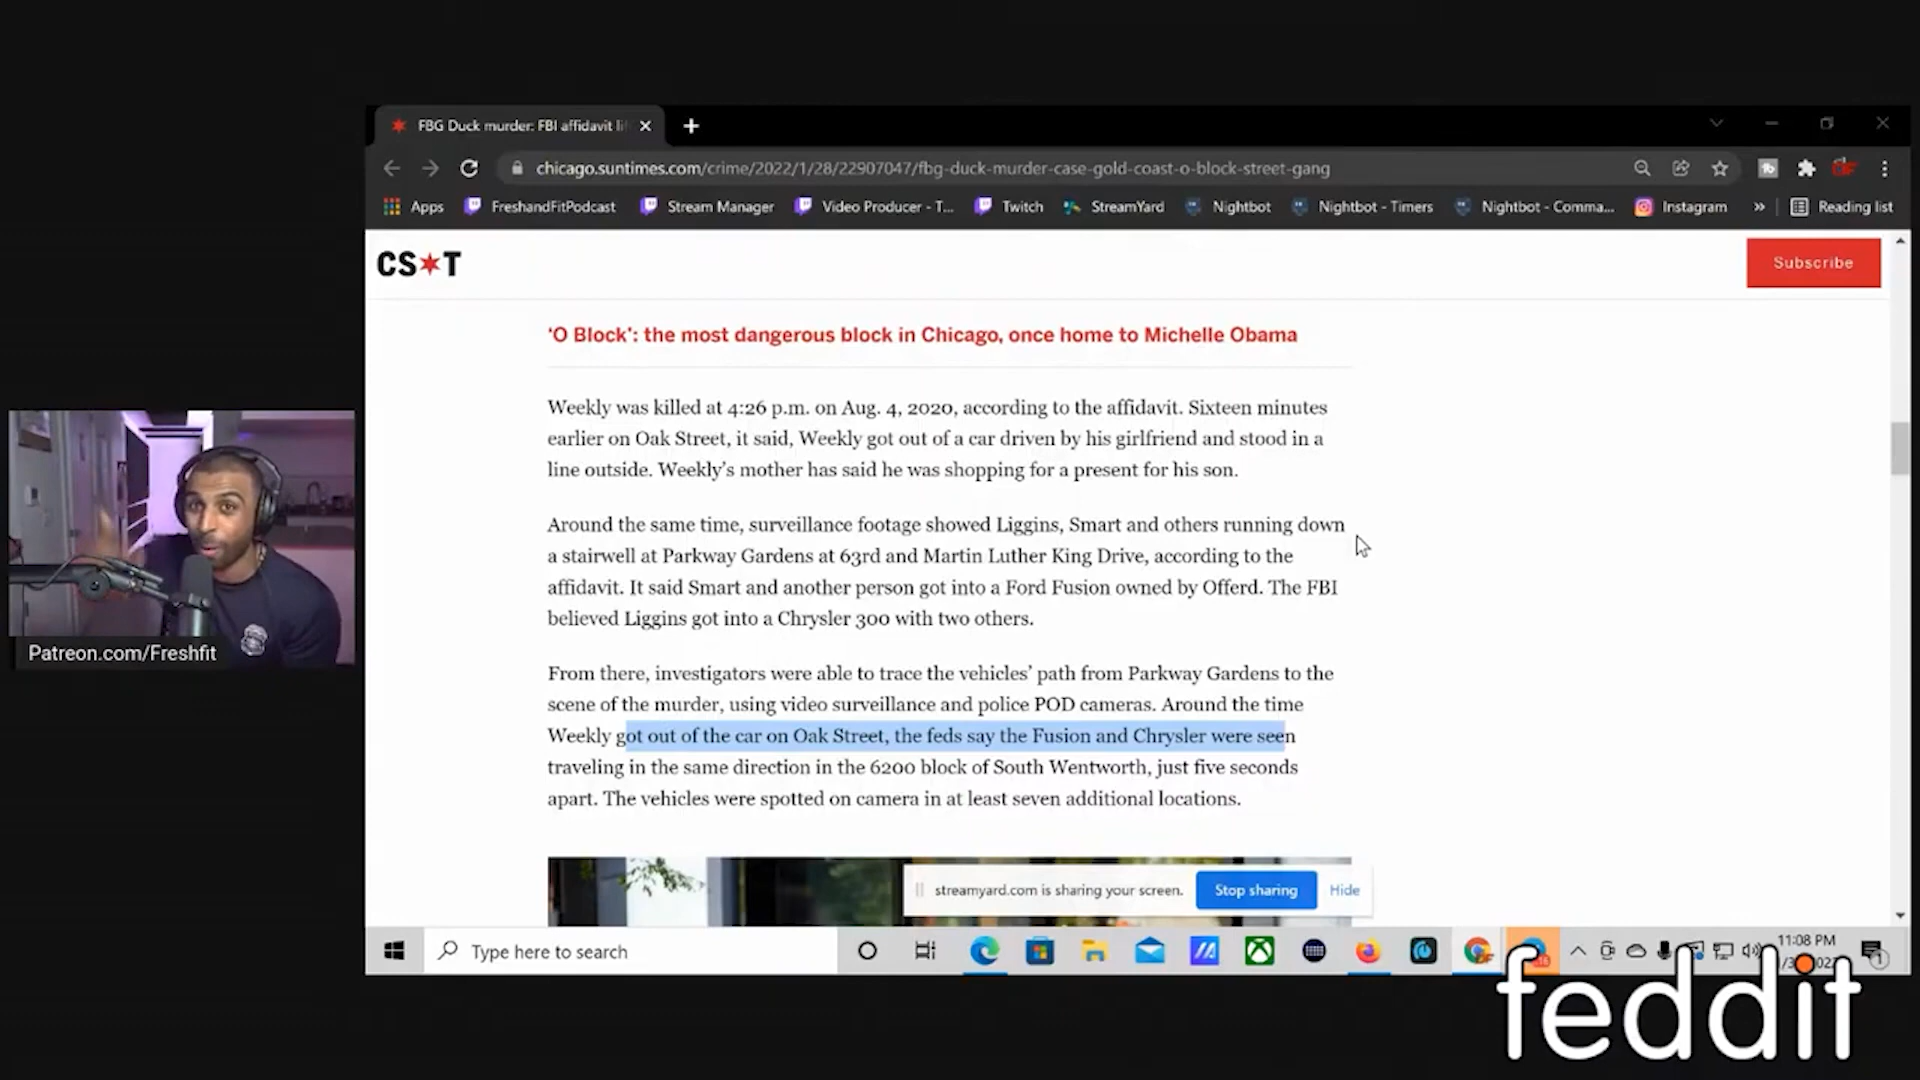 FBG Duck murder: FBI affidavit li
chicago.suntimes.com/crime/2022/1/28/22907047/fbg-duck-murder-case-gold-coast-o-block-street-gang
Apps FreshandFitPodcast Stream Manager Video Producer - T... Twitch StreamYard Nightbot Nightbot - Timers Nightbot - Comma... Instagram » Reading list
CS T
Subscribe
‘O Block’: the most dangerous block in Chicago, once home to Michelle Obama
Weekly was killed at 4:26 p.m. on Aug. 4, 2020, according to the affidavit. Sixteen minutes
earlier on Oak Street, it said, Weekly got out of a car driven by his girlfriend and stood in a
line outside. Weekly’s mother has said he was shopping for a present for his son.
Around the same time, surveillance footage showed Liggins, Smart and others running down
a stairwell at Parkway Gardens at 63rd and Martin Luther King Drive, according to the
affidavit. It said Smart and another person got into a Ford Fusion owned by Offerd. The FBI
believed Liggins got into a Chrysler 300 with two others.
From there, investigators were able to trace the vehicles’ path from Parkway Gardens to the
scene of the murder, using video surveillance and police POD cameras. Around the time
Weekly got out of the car on Oak Street, the feds say the Fusion and Chrysler were seen
traveling in the same direction in the 6200 block of South Wentworth, just five seconds
apart. The vehicles were spotted on camera in at least seven additional locations.
Patreon.com/Freshfit
streamyard.com is sharing your screen. Stop sharing Hide
Type here to search
11:08 PM
feddit